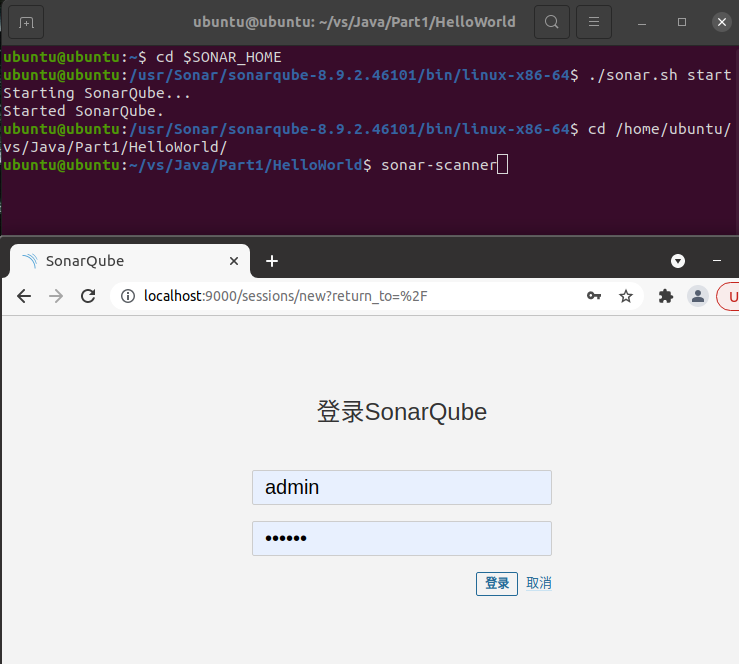 ubuntu@ubuntu: ~/vs/Java/Part1/HelloWorld
ubuntu@ubuntu:~$ cd $SONAR_HOME
ubuntu@ubuntu:/usr/Sonar/sonarqube-8.9.2.46101/bin/linux-x86-64$ ./sonar.sh start
Starting SonarQube...
Started SonarQube.
ubuntu@ubuntu:/usr/Sonar/sonarqube-8.9.2.46101/bin/linux-x86-64$ cd /home/ubuntu/
vs/Java/Part1/HelloWorld/
ubuntu@ubuntu:~/vs/Java/Part1/HelloWorld$ sonar-scanner
SonarQube
localhost:9000/sessions/new?return_to=%2F
U
登录SonarQube
admin
••••••
登录 取消